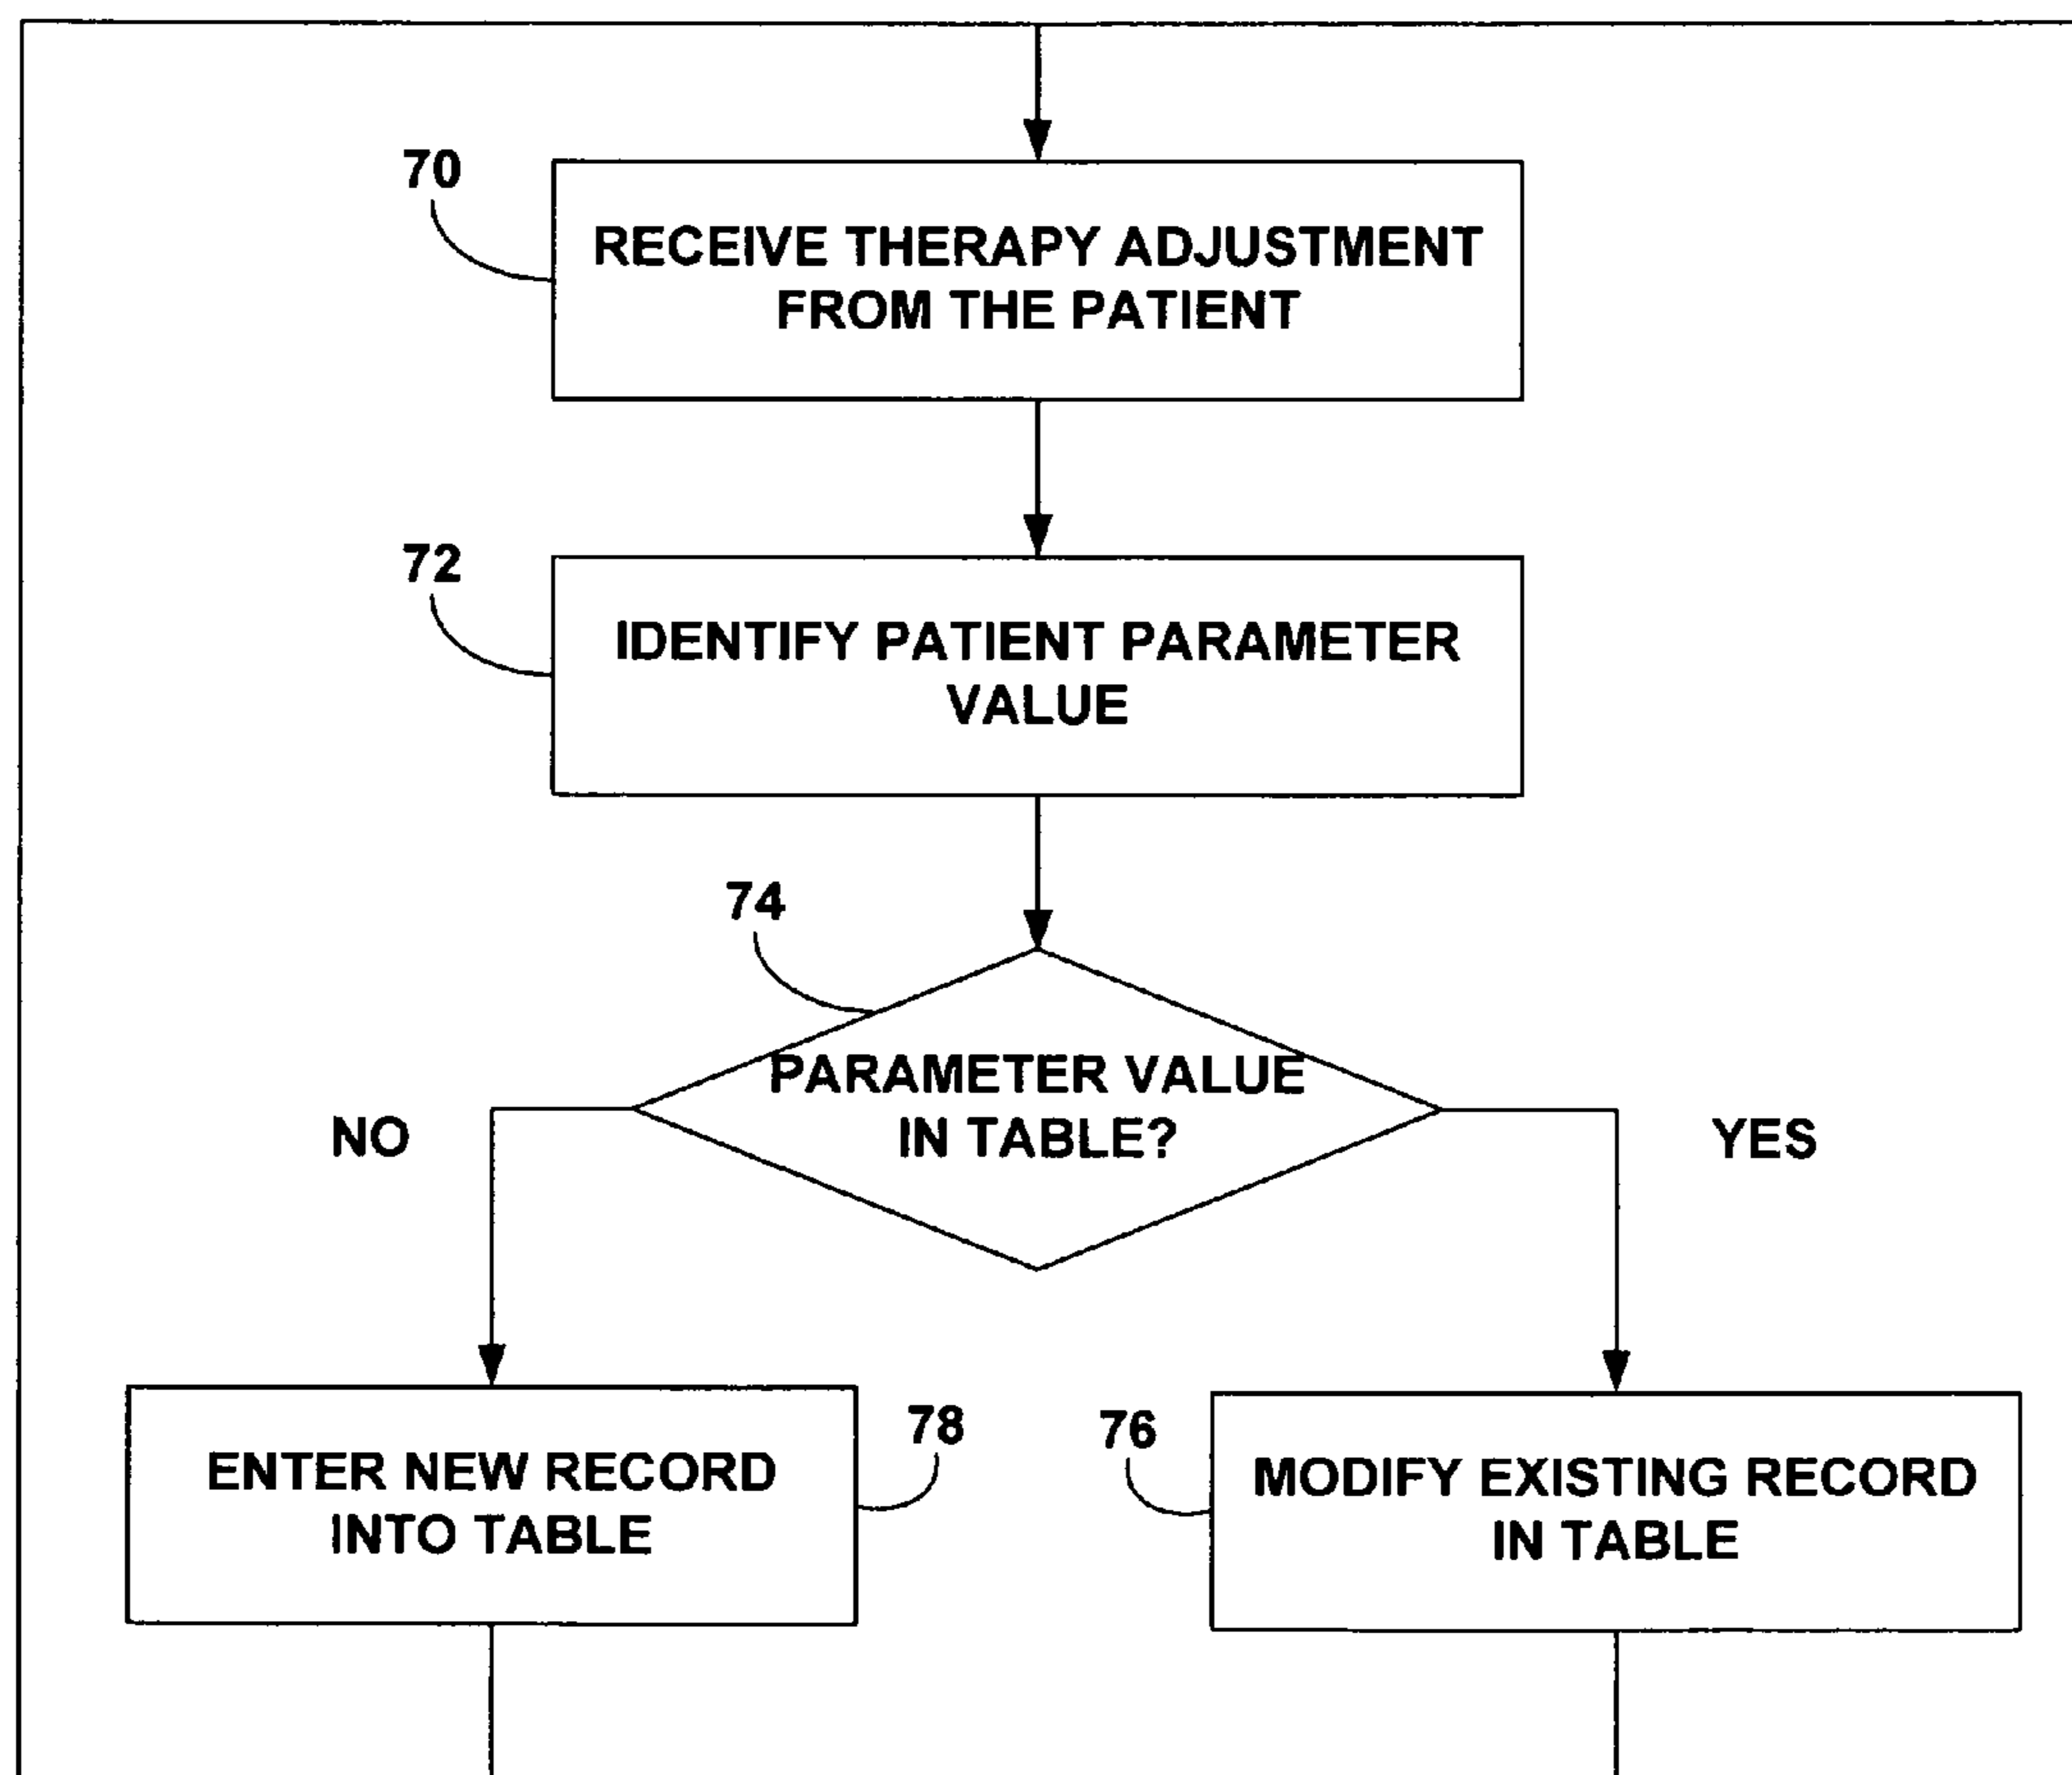 70
RECEIVE THERAPY ADJUSTMENT
FROM THE PATIENT
72
IDENTIFY PATIENT PARAMETER
VALUE
74
PARAMETER VALUE
IN TABLE?
NO
YES
ENTER NEW RECORD
INTO TABLE
78
76
MODIFY EXISTING RECORD
IN TABLE